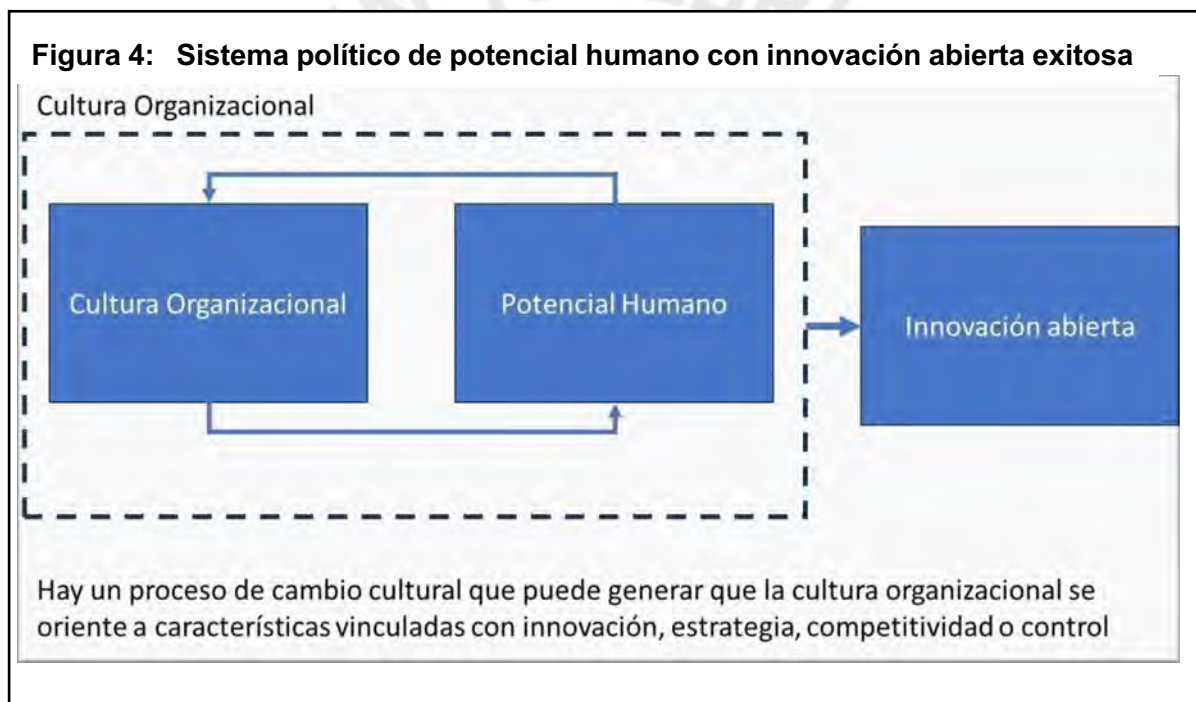 Figura 4: Sistema político de potencial humano con innovación abierta exitosa
Cultura Organizacional
Cultura Organizacional
Potencial Humano
Innovación abierta
Hay un proceso de cambio cultural que puede generar que la cultura organizacional se
oriente a características vinculadas con innovación, estrategia, competitividad o control